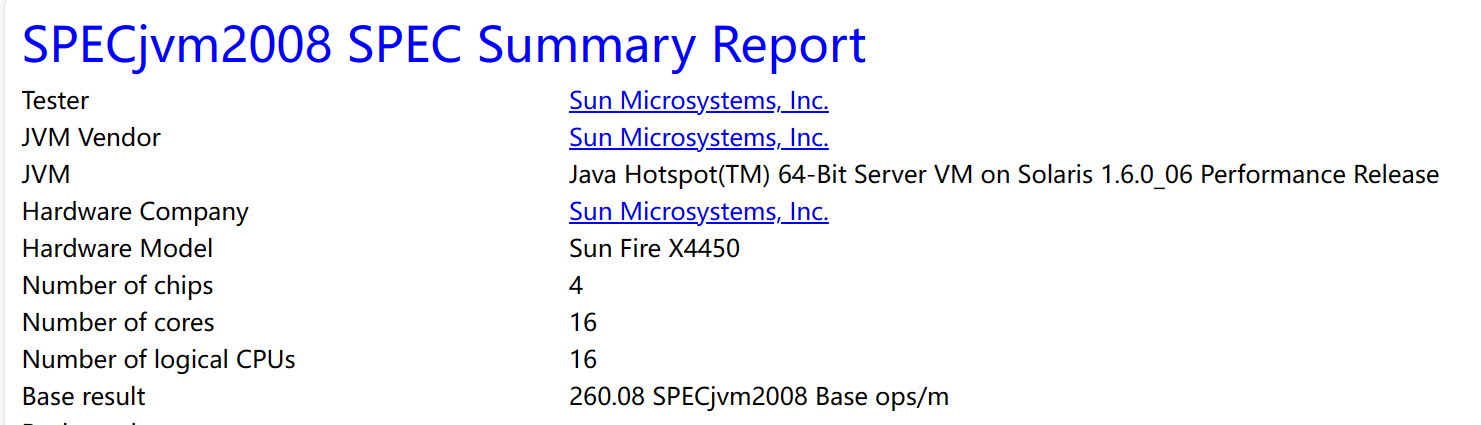 SPECjvm2008 SPEC Summary Report
Tester Sun Microsystems, Inc.
JVM Vendor Sun Microsystems, Inc.
JVM Java Hotspot(TM) 64-Bit Server VM on Solaris 1.6.0_06 Performance Release
Hardware Company Sun Microsystems, Inc.
Hardware Model Sun Fire X4450
Number of chips 4
Number of cores 16
Number of logical CPUs 16
Base result 260.08 SPECjvm2008 Base ops/m